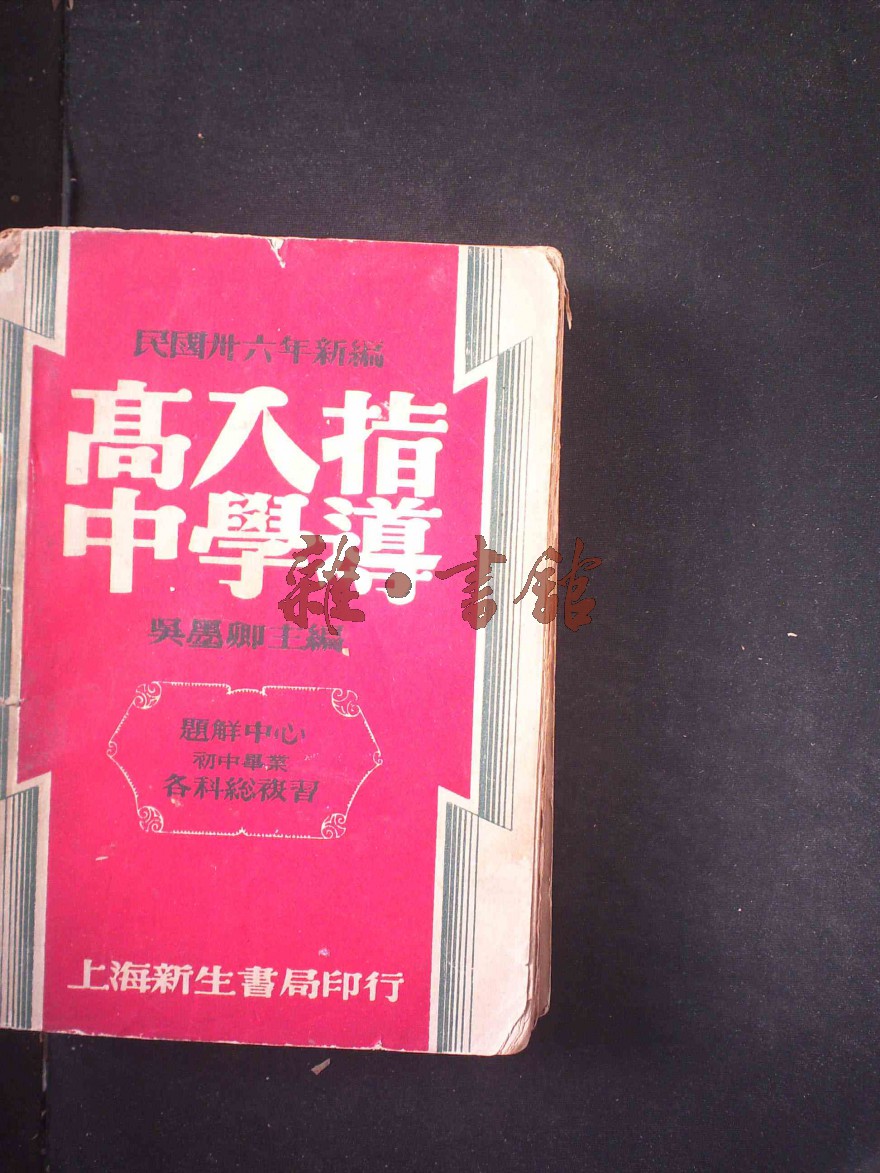 民國卅六年新編
高入指
中學導
吳墨卿主編
題解中心
初中畢業
各科總複習
上海新生書局印行
雜·書館